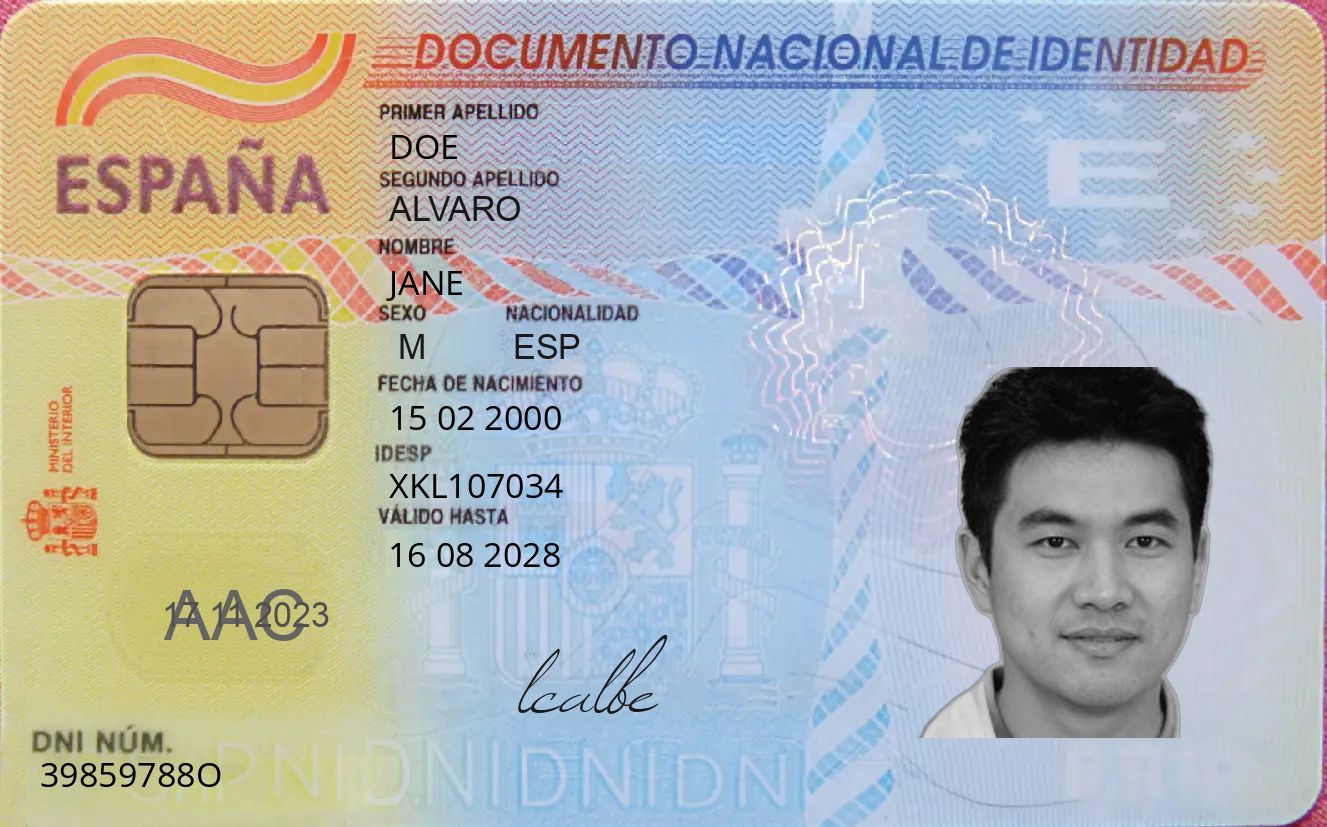 DOCUMENTO NACIONAL DE IDENTIDAD
ESPAÑA
PRIMER APELLIDO
DOE
SEGUNDO APELLIDO
ALVARO
NOMBRE
JANE
SEXO NACIONALIDAD
M ESP
FECHA DE NACIMIENTO
15 02 2000
IDESP
XKL107034
VÁLIDO HASTA
16 08 2028
MINISTERIO
DEL INTERIOR
E
AAC
17 11 2023
lcalbe
DNI NÚM.
39859788O
DNIDNIDNIDNI